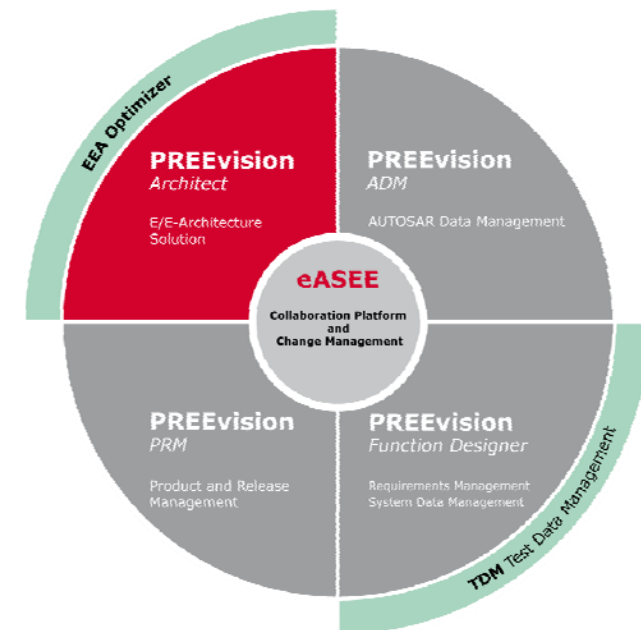 EEA Optimizer
PREEvision
Architect
E/E-Architecture
Solution
PREEvision
ADM
AUTOSAR Data Management
eASEE
Collaboration Platform
and
Change Management
PREEvision
PRM
Product and Release
Management
PREEvision
Function Designer
Requirements Management
System Data Management
TDM Test Data Management